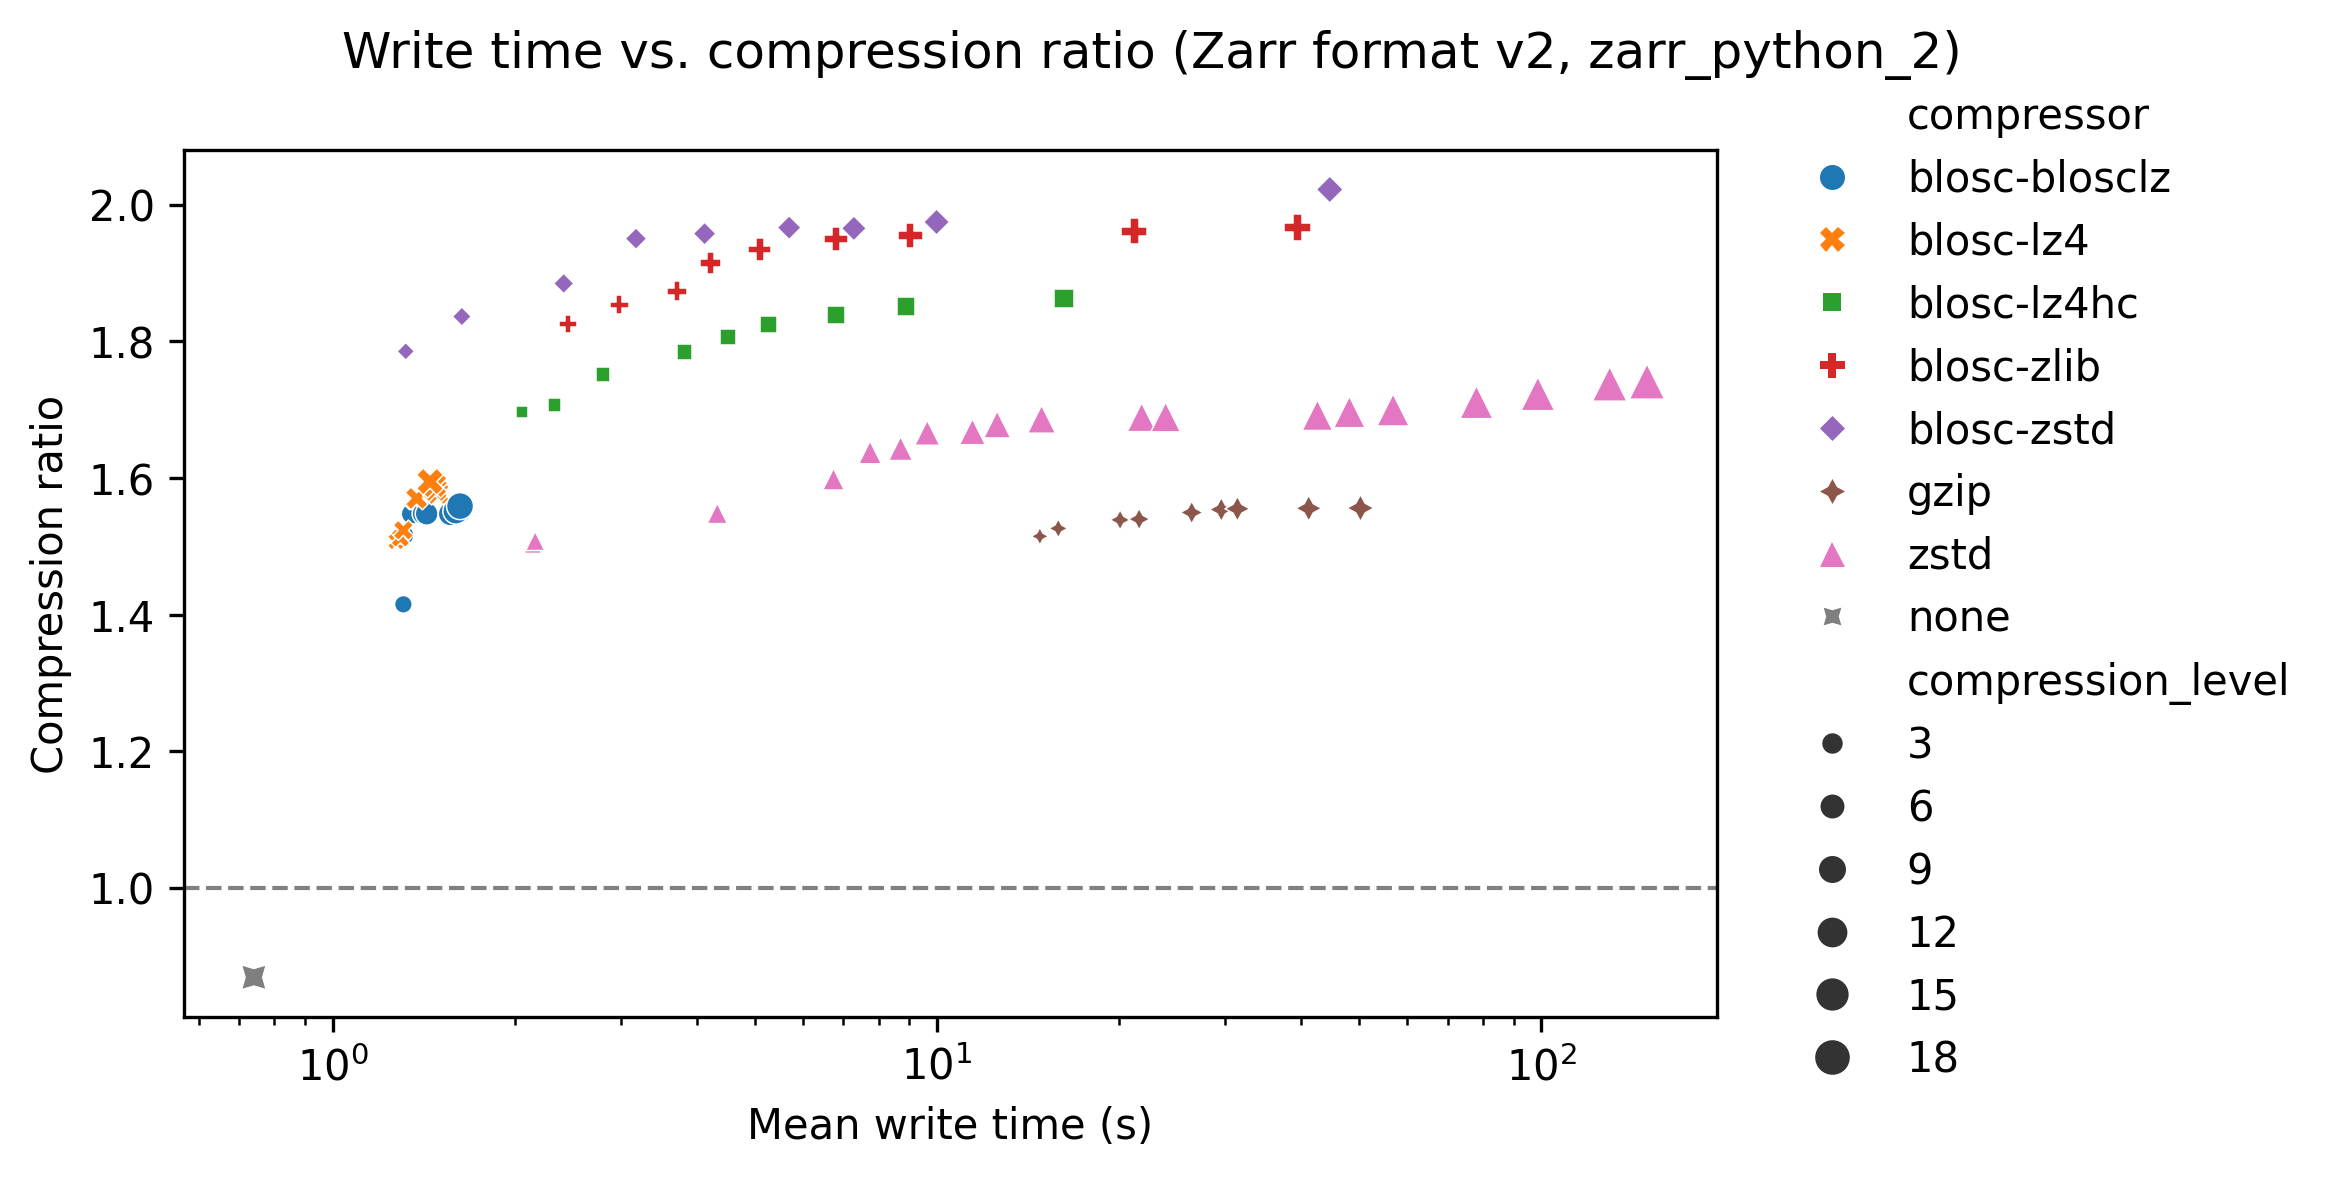 Write time vs. compression ratio (Zarr format v2, zarr_python_2)
Compression ratio
2.0
1.8
1.6
1.4
1.2
1.0
10⁰
10¹
10²
Mean write time (s)
compressor
blosc-blosclz
blosc-lz4
blosc-lz4hc
blosc-zlib
blosc-zstd
gzip
zstd
none
compression_level
3
6
9
12
15
18